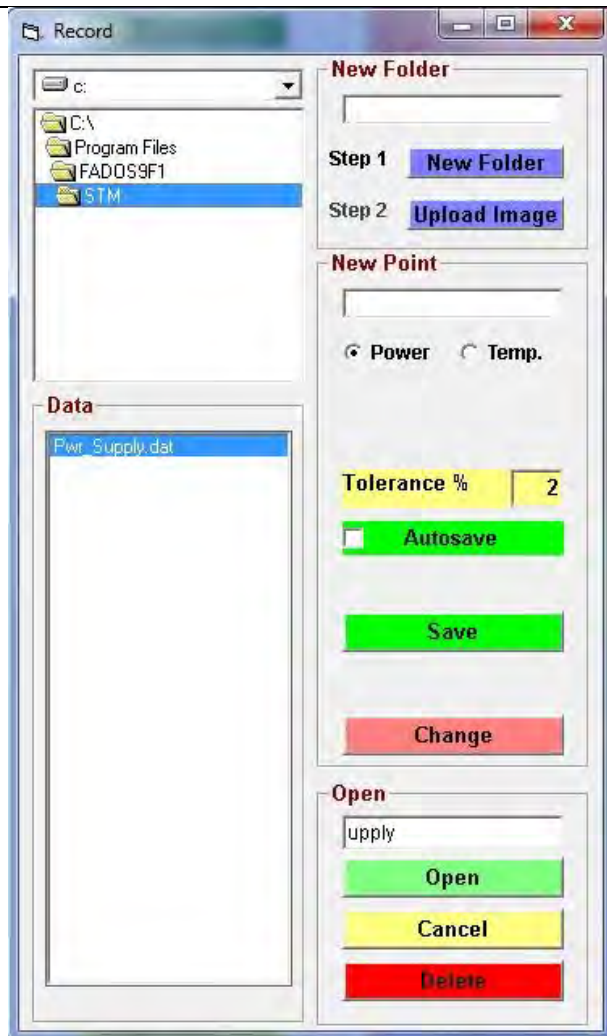 Record
c:
C:\
Program Files
FADOS9F1
STM
Data
Pwr_Supply.dat
New Folder
Step 1 New Folder
Step 2 Upload Image
New Point
Power Temp.
Tolerance % 2
Autosave
Save
Change
Open
upply
Open
Cancel
Delete